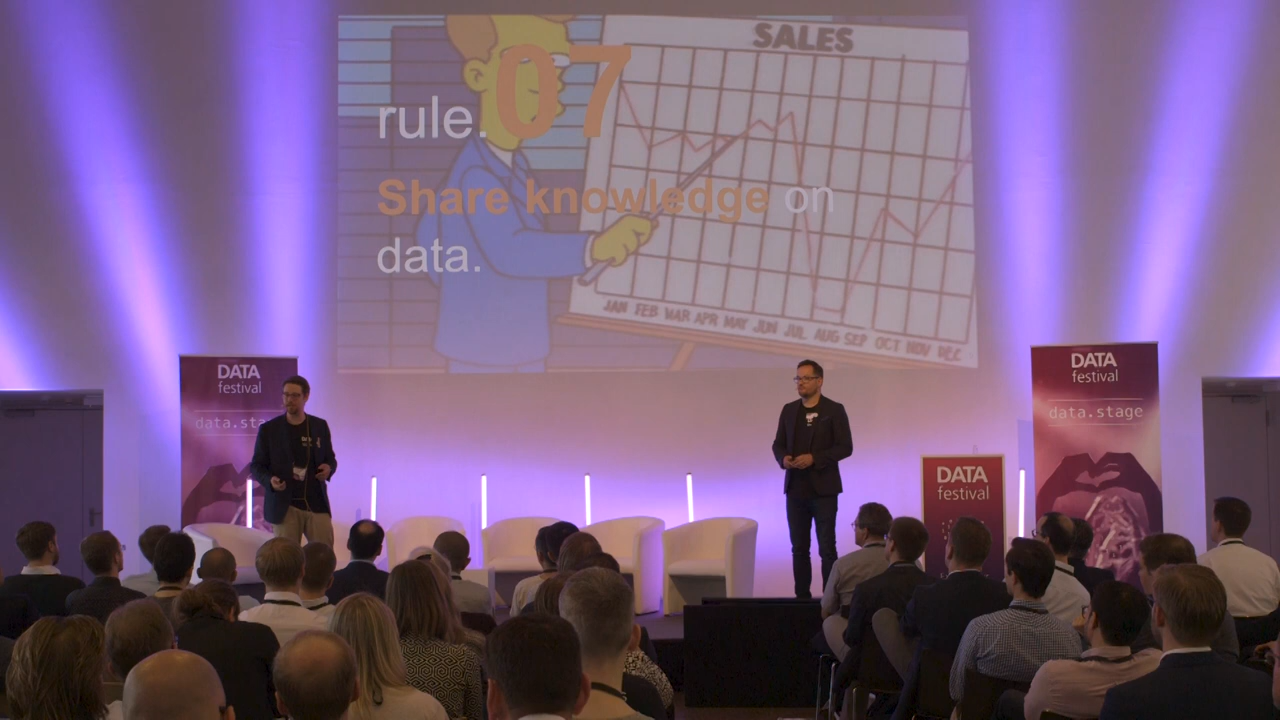 SALES
rule. 07
Share knowledge on
data.
JAN FEB MAR APR MAY JUN JUL AUG SEP OCT NOV DEC
DATA
festival
data.sta
DATA
festival
data.stage
DATA
festival